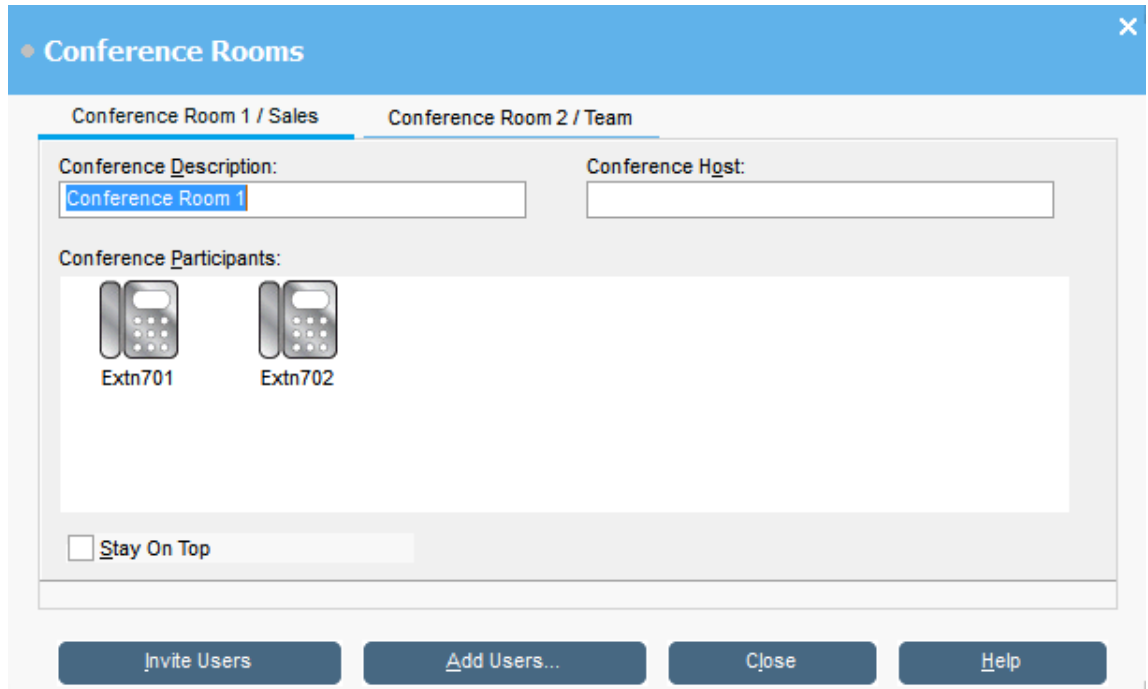 Conference Rooms
Conference Room 1 / Sales Conference Room 2 / Team
Conference Description: Conference Host:
Conference Room 1
Conference Participants:
Extn701 Extn702
Stay On Top
Invite Users Add Users... Close Help